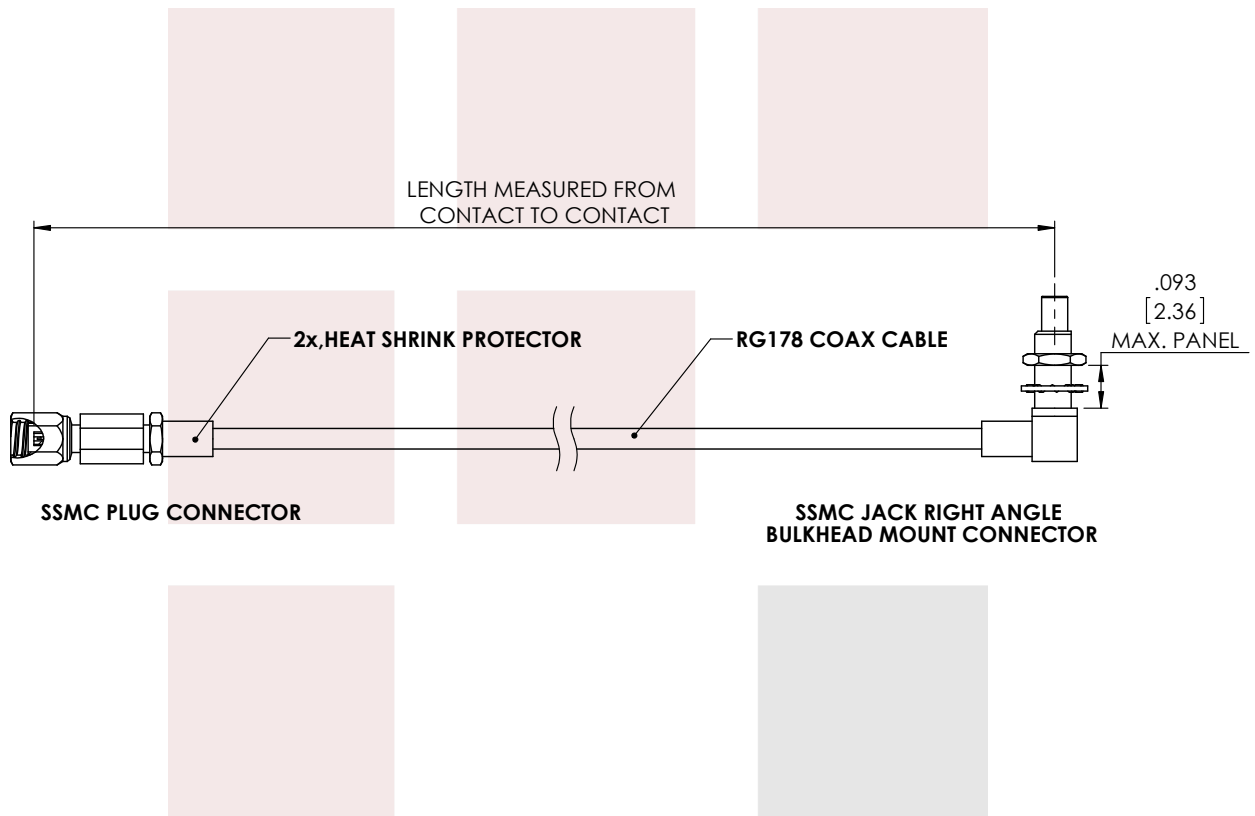 LENGTH MEASURED FROM
CONTACT TO CONTACT
.093
[2.36]
MAX. PANEL
2x,HEAT SHRINK PROTECTOR
RG178 COAX CABLE
SSMC PLUG CONNECTOR
SSMC JACK RIGHT ANGLE
BULKHEAD MOUNT CONNECTOR